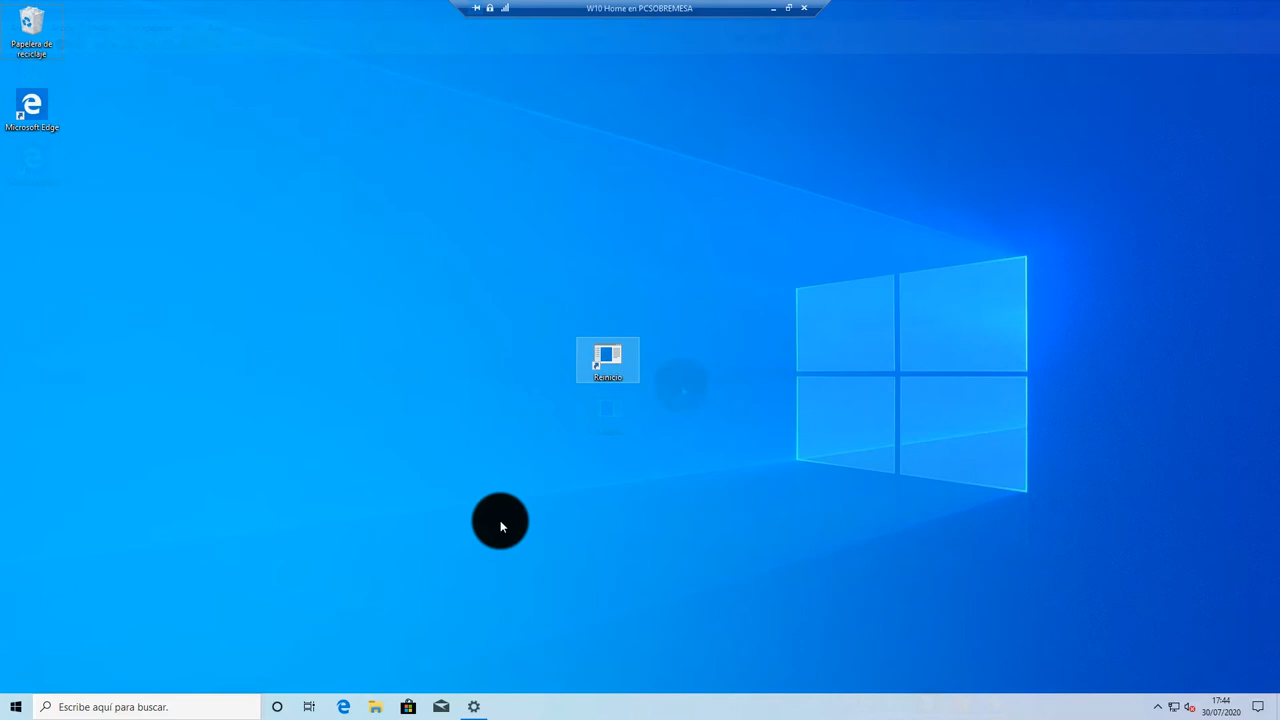 W10 Home en PCSOBREMESA
Papelera de
reciclaje
Microsoft Edge
Reinicio
Escribe aquí para buscar.
17:44
30/07/2020